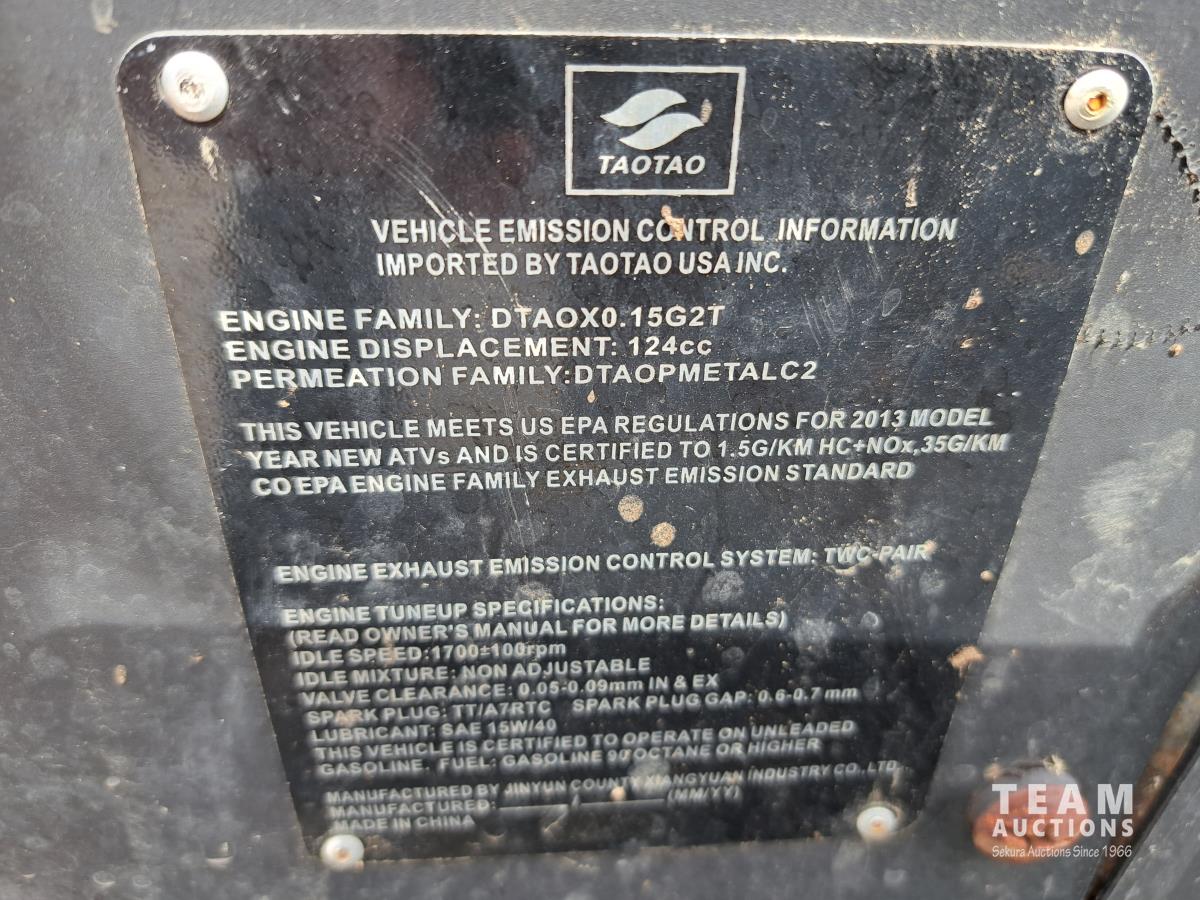 TAOTAO
VEHICLE EMISSION CONTROL INFORMATION
IMPORTED BY TAOTAO USA INC.
ENGINE FAMILY: DTAOX0.15G2T
ENGINE DISPLACEMENT: 124cc
PERMEATION FAMILY:DTAOPMETALC2
THIS VEHICLE MEETS US EPA REGULATIONS FOR 2013 MODEL
YEAR NEW ATVs AND IS CERTIFIED TO 1.5G/KM HC+NOx,35G/KM
CO EPA ENGINE FAMILY EXHAUST EMISSION STANDARD
ENGINE EXHAUST EMISSION CONTROL SYSTEM: TWC-PAIR
ENGINE TUNEUP SPECIFICATIONS:
(READ OWNER'S MANUAL FOR MORE DETAILS)
IDLE SPEED:1700±100rpm
IDLE MIXTURE: NON ADJUSTABLE
VALVE CLEARANCE: 0.05-0.09mm IN & EX
SPARK PLUG: TT/A7RTC SPARK PLUG GAP: 0.6-0.7mm
LUBRICANT: SAE 15W/40
THIS VEHICLE IS CERTIFIED TO OPERATE ON UNLEADED
GASOLINE. FUEL: GASOLINE 90 OCTANE OR HIGHER
MANUFACTURED BY JINYUN COUNTY XIANGYUAN INDUSTRY CO.,LTD.
MANUFACTURED: ______/______(MM/YY)
MADE IN CHINA
TEAM
AUCTIONS
Sekura Auctions Since 1966